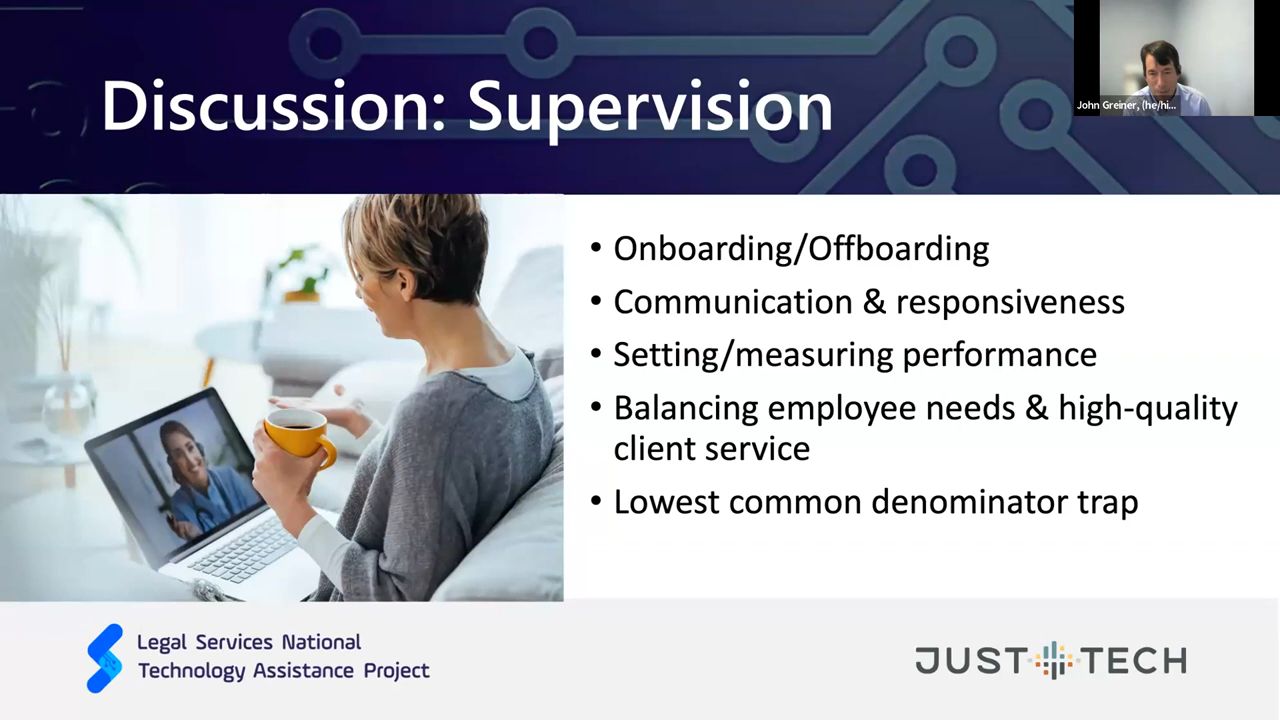 Discussion: Supervision
John Greiner, (he/hi...
• Onboarding/Offboarding
• Communication & responsiveness
• Setting/measuring performance
• Balancing employee needs & high-quality
client service
• Lowest common denominator trap
Legal Services National
Technology Assistance Project
JUST TECH